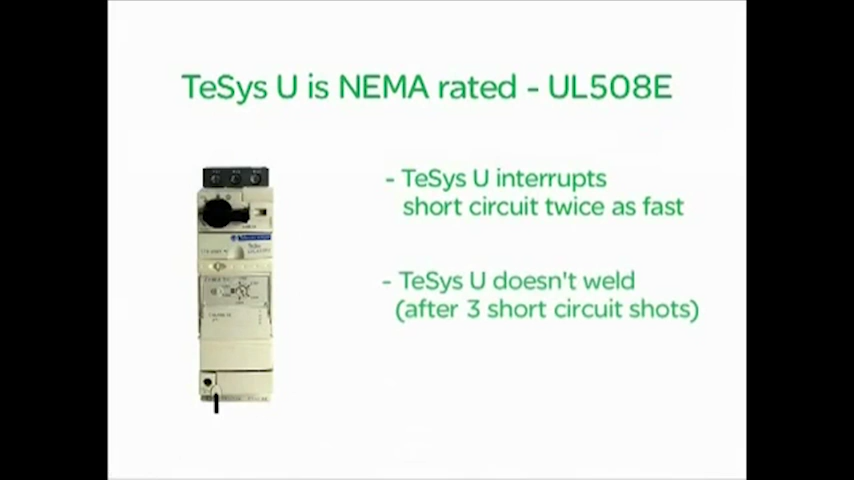 TeSys U is NEMA rated - UL508E
- TeSys U interrupts
short circuit twice as fast
- TeSys U doesn't weld
(after 3 short circuit shots)